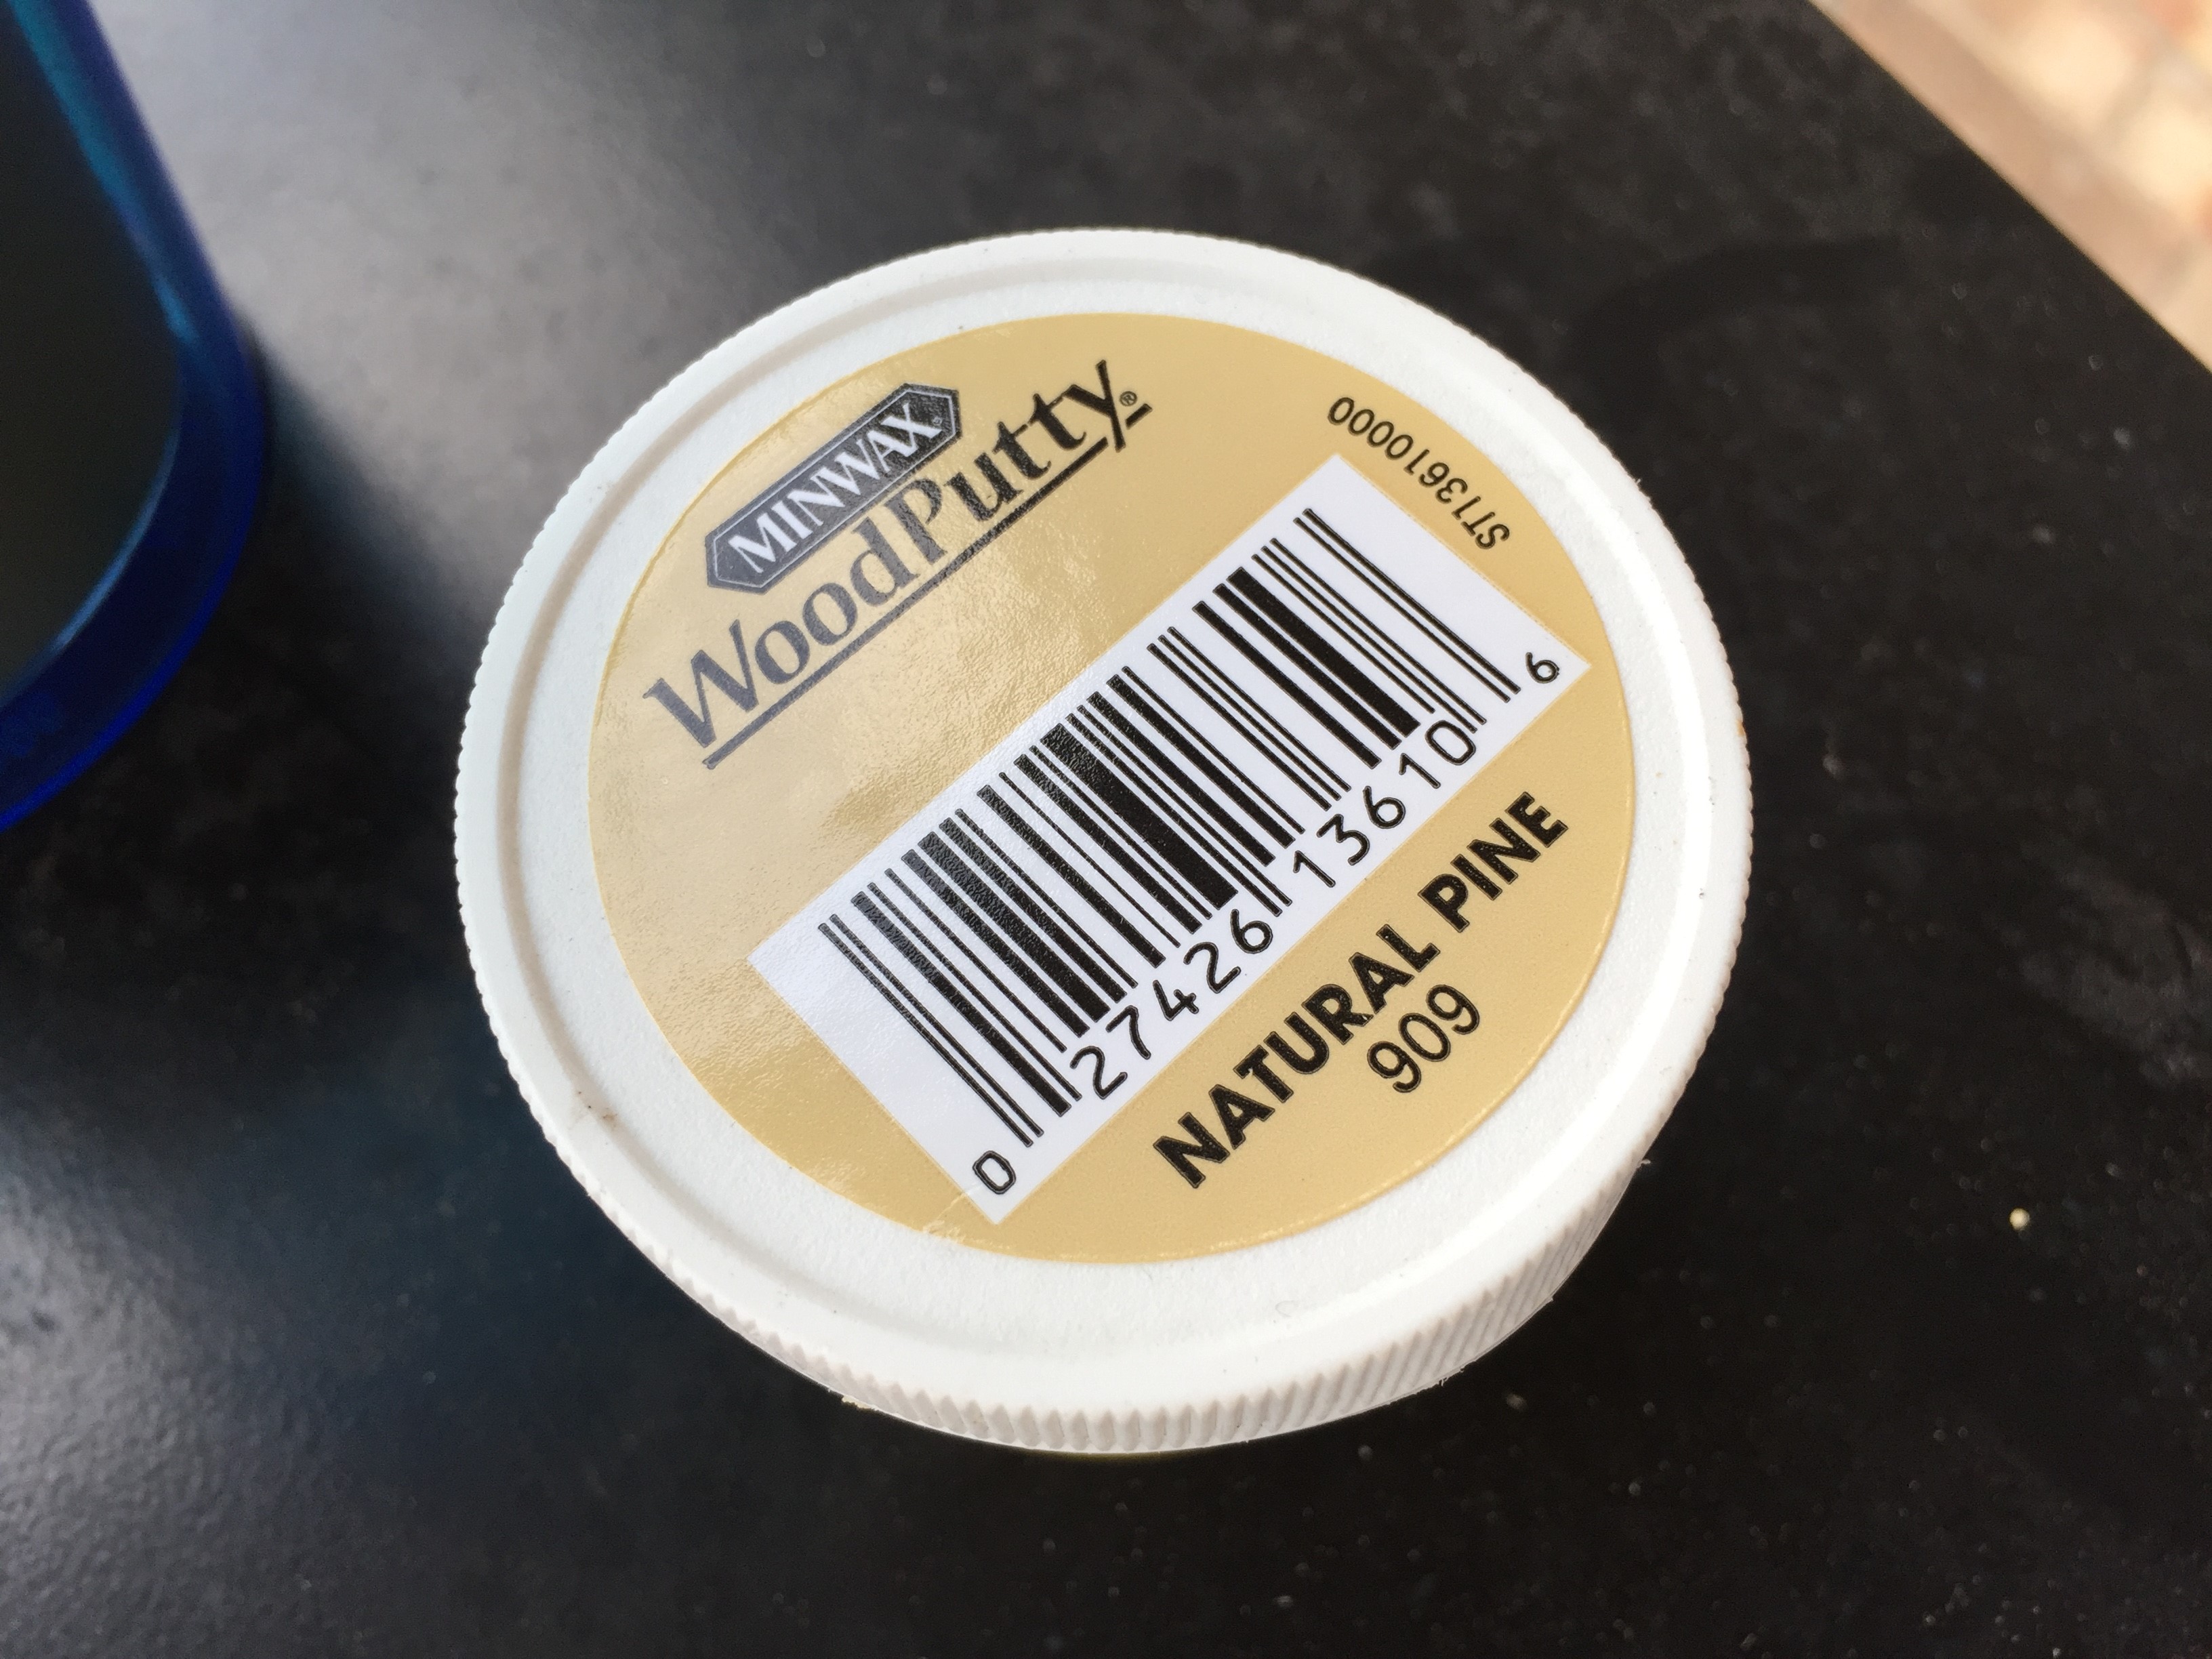 MINWAX®
WoodPutty®
ST13610000
0 27426 13610 6
NATURAL PINE
909